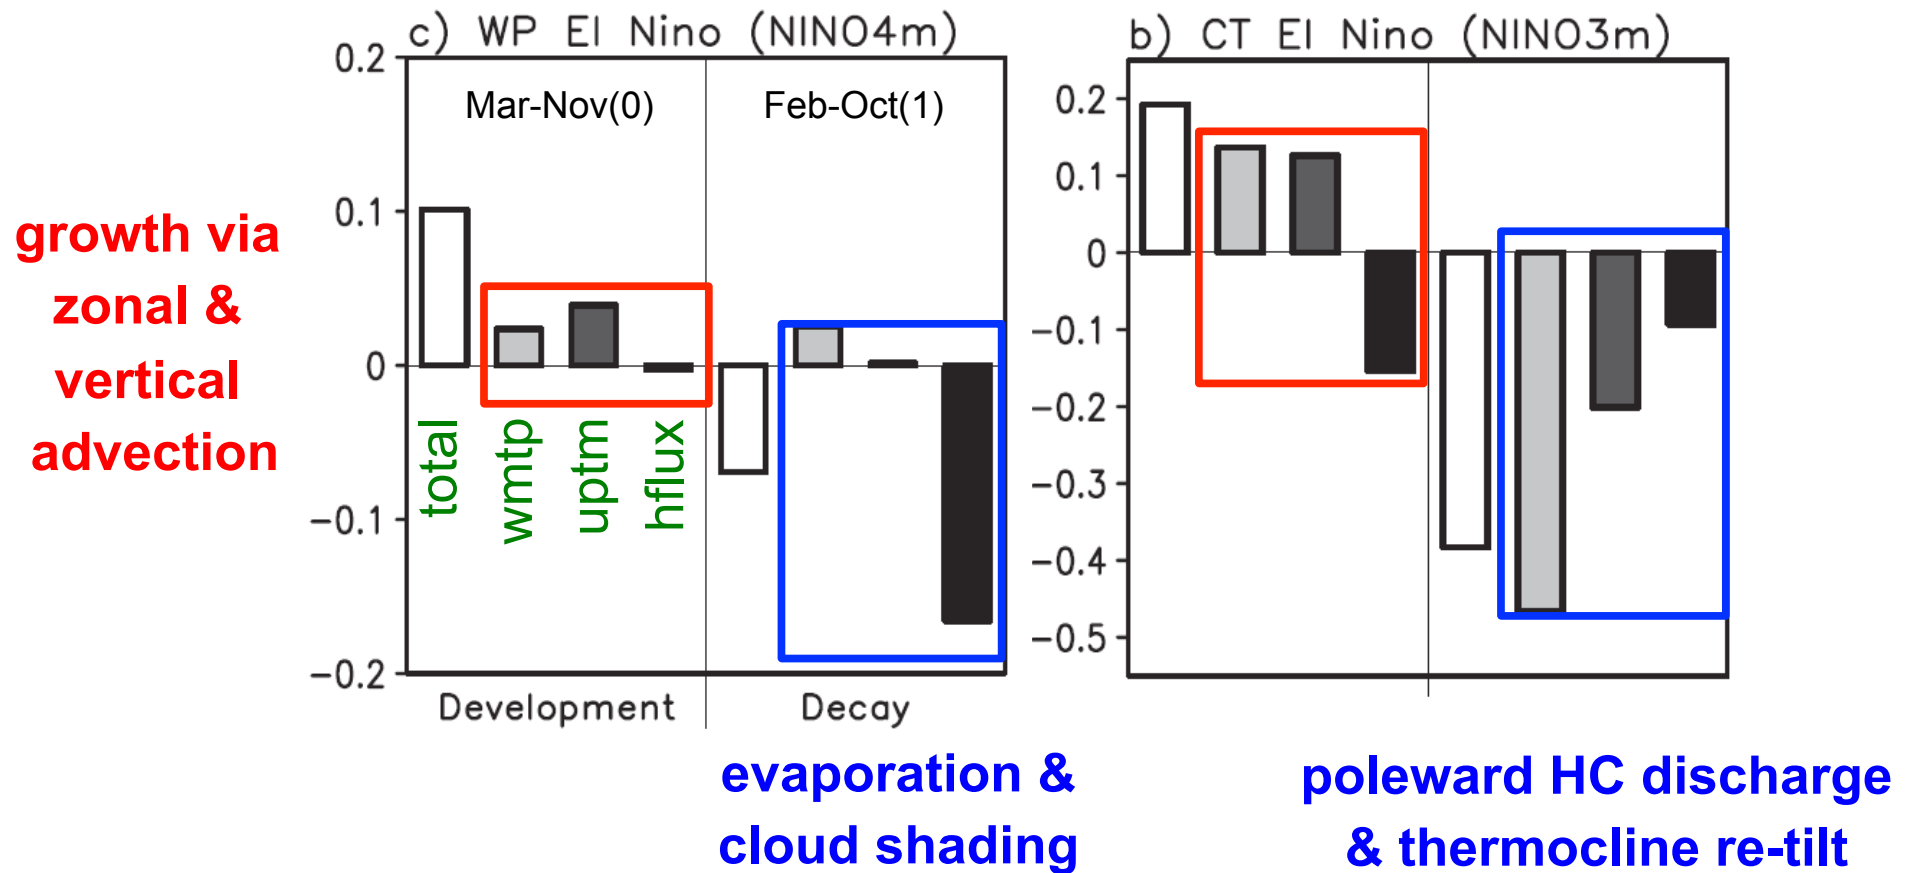 growth via
zonal &
vertical
advection
c) WP El Nino (NINO4m)
0.2
0.1
0
−0.1
−0.2
Mar-Nov(0)
Feb-Oct(1)
total
wmtp
uptm
hflux
Development
Decay
evaporation &
cloud shading
b) CT El Nino (NINO3m)
0.2
0.1
0
−0.1
−0.2
−0.3
−0.4
−0.5
poleward HC discharge
& thermocline re-tilt